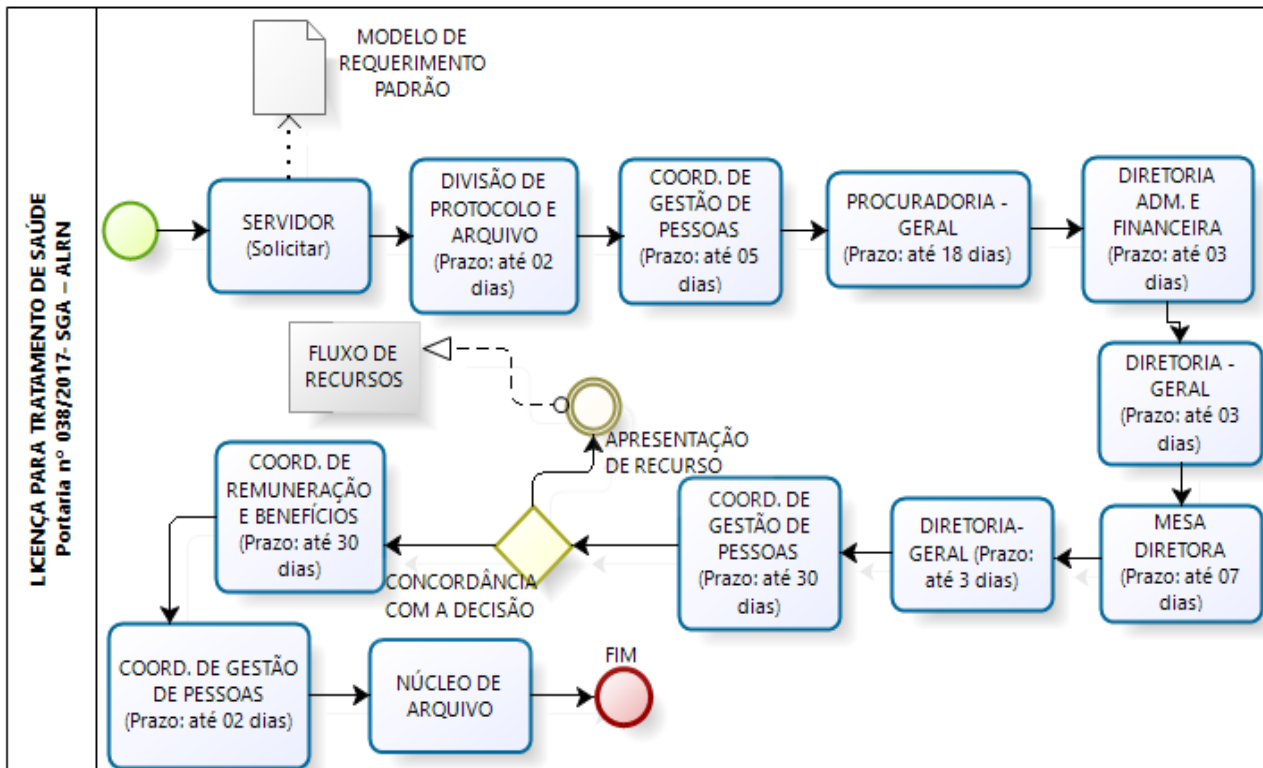 LICENÇA PARA TRATAMENTO DE SAÚDE
Portaria nº 038/2017- SGA – ALRN
MODELO DE
REQUERIMENTO
PADRÃO
SERVIDOR
(Solicitar)
DIVISÃO DE
PROTOCOLO E
ARQUIVO
(Prazo: até 02
dias)
COORD. DE
GESTÃO DE
PESSOAS
(Prazo: até 05
dias)
PROCURADORIA -
GERAL
(Prazo: até 18 dias)
DIRETORIA
ADM. E
FINANCEIRA
(Prazo: até 03
dias)
DIRETORIA -
GERAL
(Prazo: até 03
dias)
MESA
DIRETORA
(Prazo: até 07
dias)
DIRETORIA-
GERAL (Prazo:
até 3 dias)
COORD. DE
GESTÃO DE
PESSOAS
(Prazo: até 30
dias)
APRESENTAÇÃO
DE RECURSO
FLUXO DE
RECURSOS
CONCORDÂNCIA
COM A DECISÃO
COORD. DE
REMUNERAÇÃO
E BENEFÍCIOS
(Prazo: até 30
dias)
COORD. DE GESTÃO
DE PESSOAS
(Prazo: até 02 dias)
NÚCLEO DE
ARQUIVO
FIM